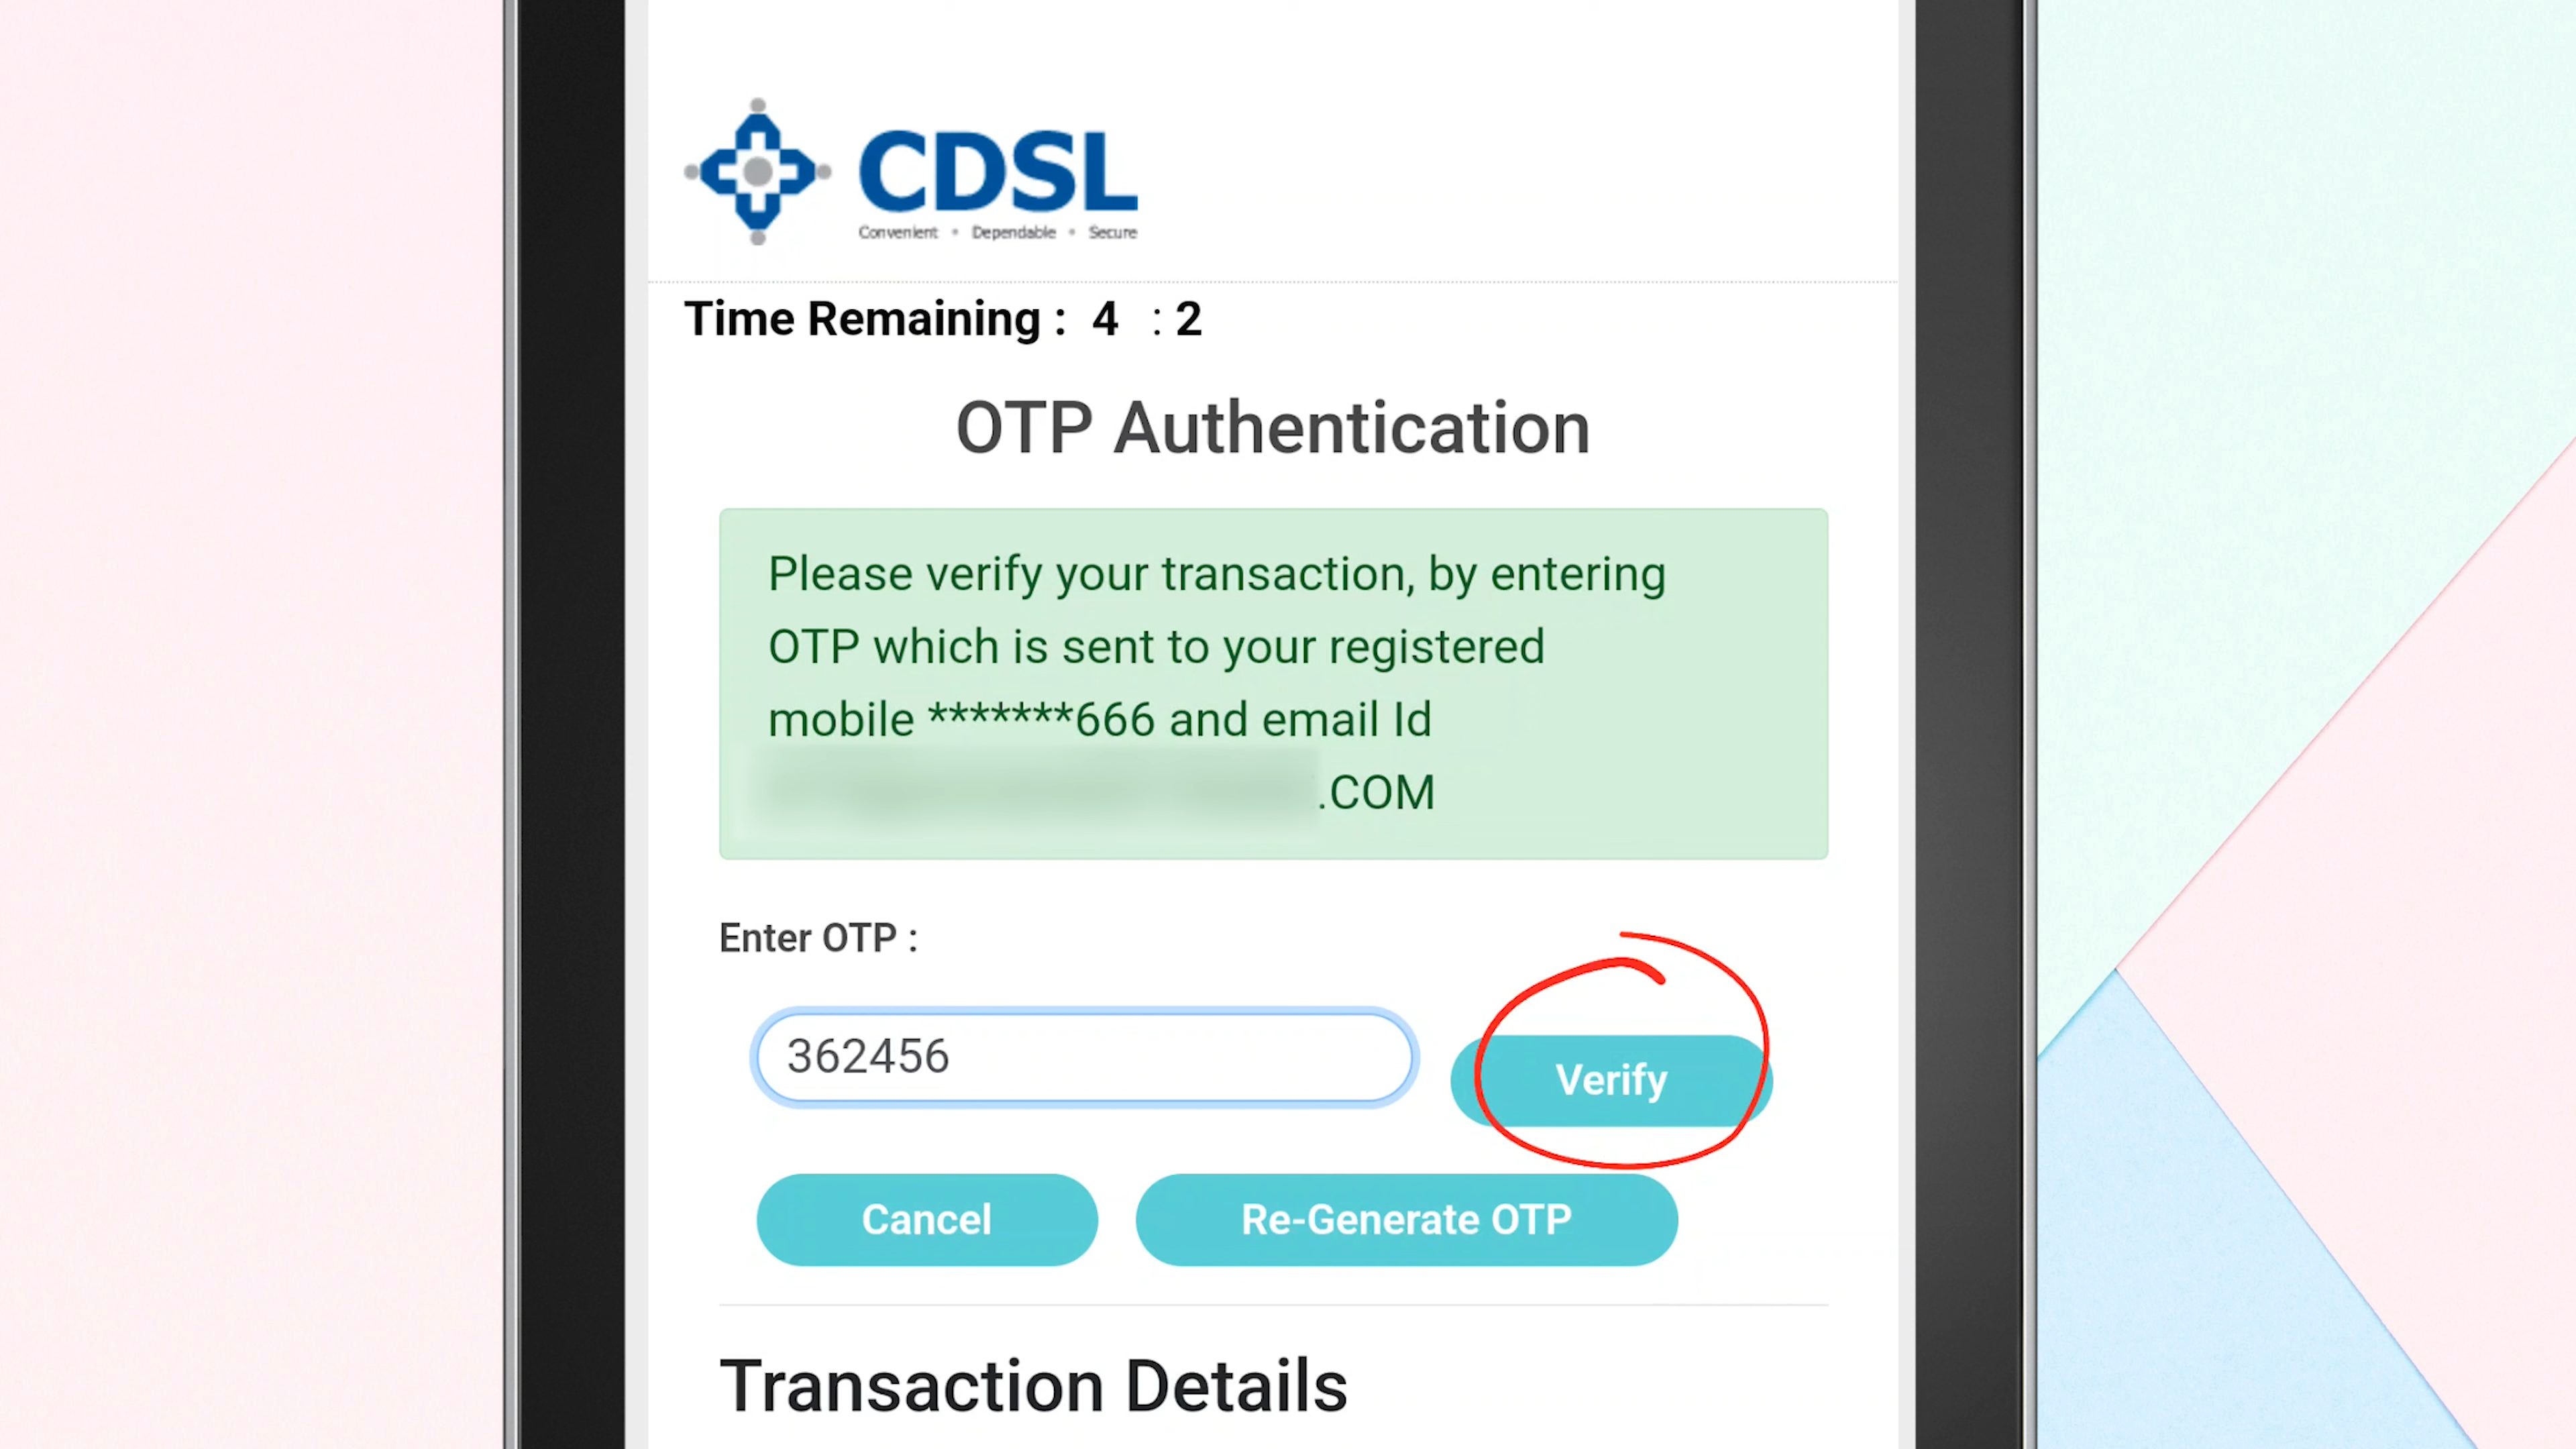 CDSL
Convenient • Dependable • Secure
Time Remaining : 4 : 2
OTP Authentication
Please verify your transaction, by entering
OTP which is sent to your registered
mobile *******666 and email Id
.COM
Enter OTP :
362456
Verify
Cancel
Re-Generate OTP
Transaction Details